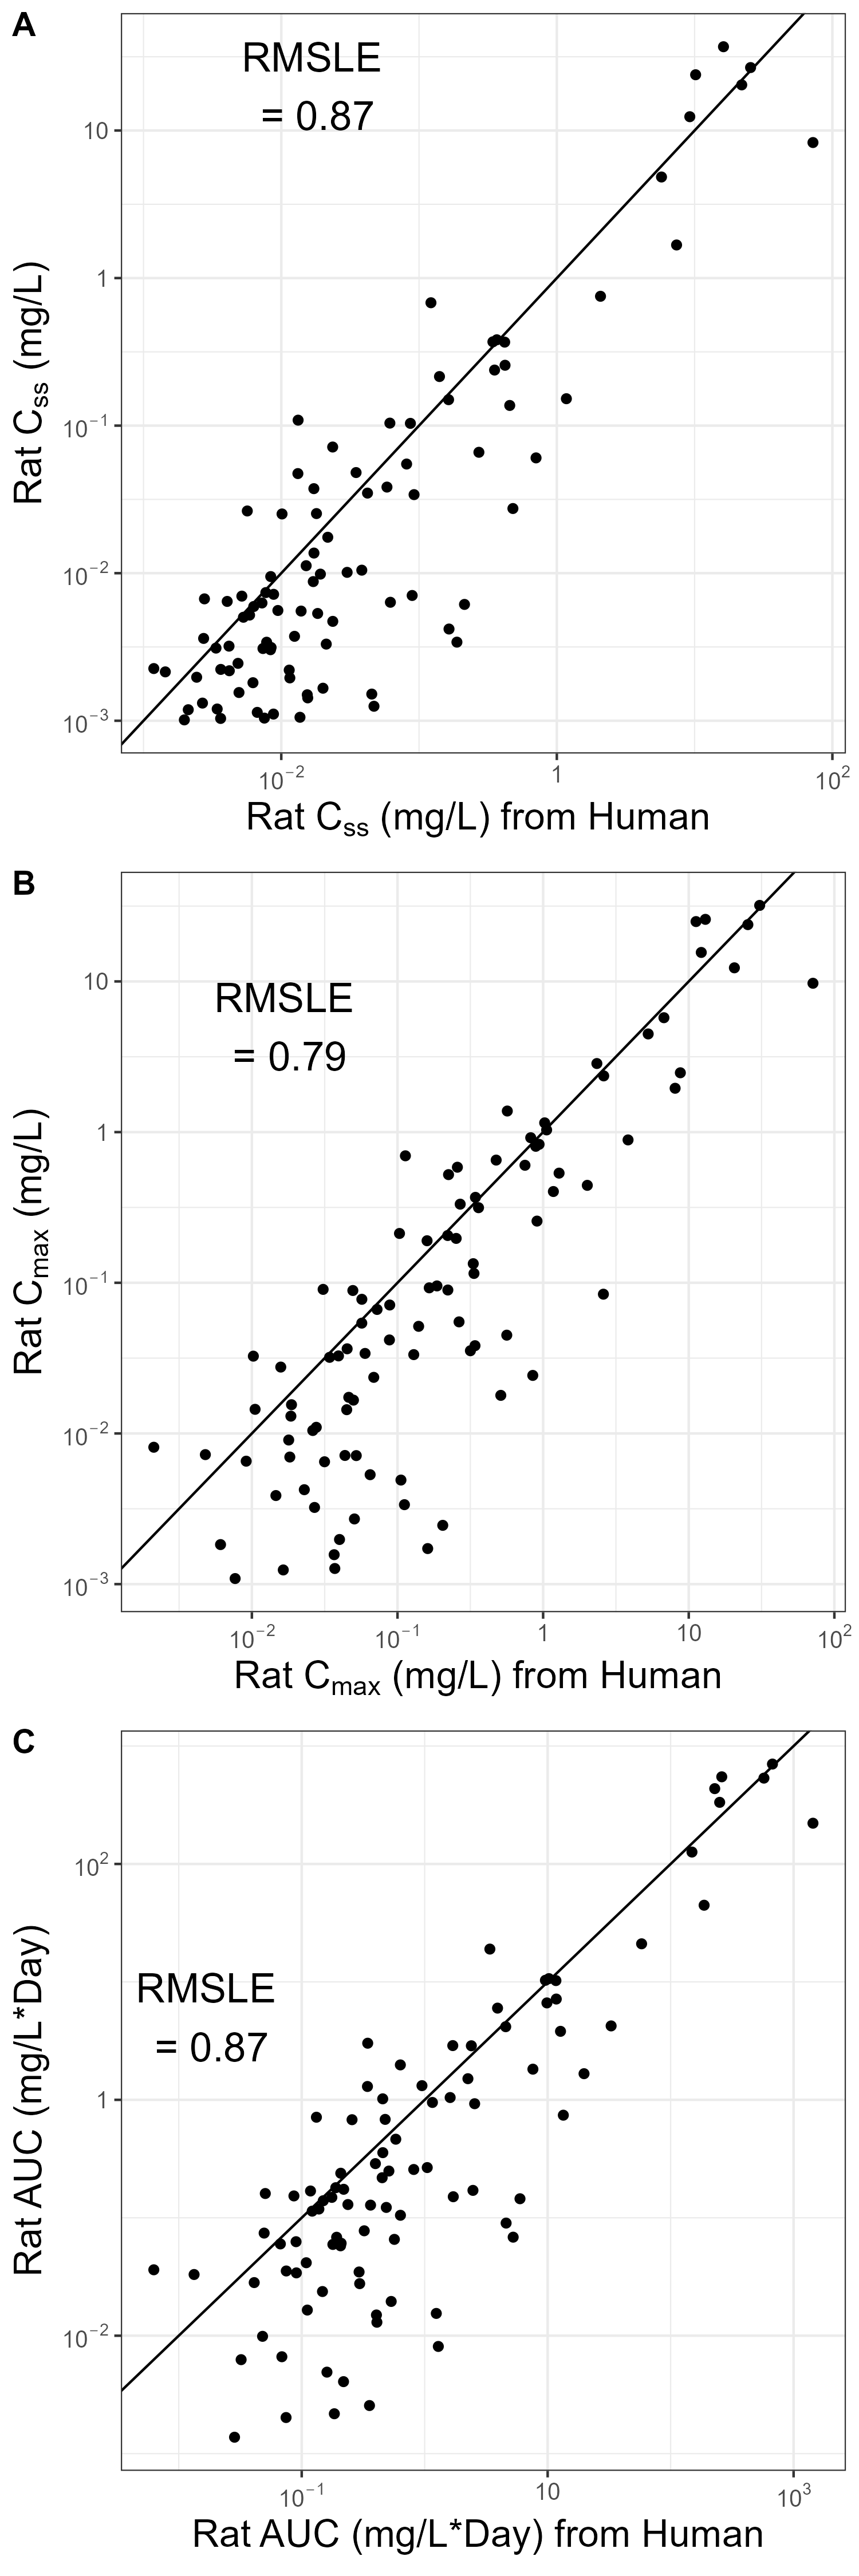 A
RMSLE
= 0.87
10
1
10⁻¹
10⁻²
10⁻³
Rat Css (mg/L)
10⁻²
1
10²
Rat Css (mg/L) from Human
B
RMSLE
= 0.79
10
1
10⁻¹
10⁻²
10⁻³
Rat Cmax (mg/L)
10⁻²
10⁻¹
1
10
10²
Rat Cmax (mg/L) from Human
C
RMSLE
= 0.87
10²
1
10⁻²
Rat AUC (mg/L*Day)
10⁻¹
10
10³
Rat AUC (mg/L*Day) from Human